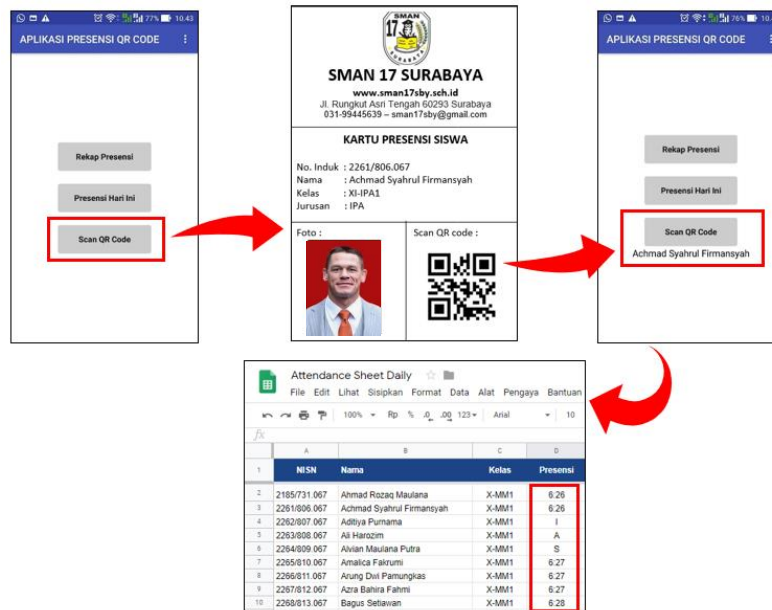 77% 10.43
APLIKASI PRESENSI QR CODE
Rekap Presensi
Presensi Hari Ini
Scan QR Code
SMAN
17
SURABAYA
SMAN 17 SURABAYA
www.sman17sby.sch.id
Jl. Rungkut Asri Tengah 60293 Surabaya
031-99445639 – sman17sby@gmail.com
KARTU PRESENSI SISWA
No. Induk : 2261/806.067
Nama : Achmad Syahrul Firmansyah
Kelas : XI-IPA1
Jurusan : IPA
Foto :
Scan QR code :
76%
APLIKASI PRESENSI QR CODE
Rekap Presensi
Presensi Hari Ini
Scan QR Code
Achmad Syahrul Firmansyah
Attendance Sheet Daily
File Edit Lihat Sisipkan Format Data Alat Pengaya Bantuan
100% Rp % .0 .00 123 Arial 10
fx
A B C D
1 NISN Nama Kelas Presensi
2 2185/731.067 Ahmad Rozaq Maulana X-MM1 6:26
3 2261/806.067 Achmad Syahrul Firmansyah X-MM1 6:26
4 2262/807.067 Aditiya Purnama X-MM1 I
5 2263/808.067 Ali Harozim X-MM1 A
6 2264/809.067 Alvian Maulana Putra X-MM1 S
7 2265/810.067 Amalica Fakrumi X-MM1 6:27
8 2266/811.067 Arung Dwi Pamungkas X-MM1 6:27
9 2267/812.067 Azra Bahira Fahmi X-MM1 6:27
10 2268/813.067 Bagus Setiawan X-MM1 6:28